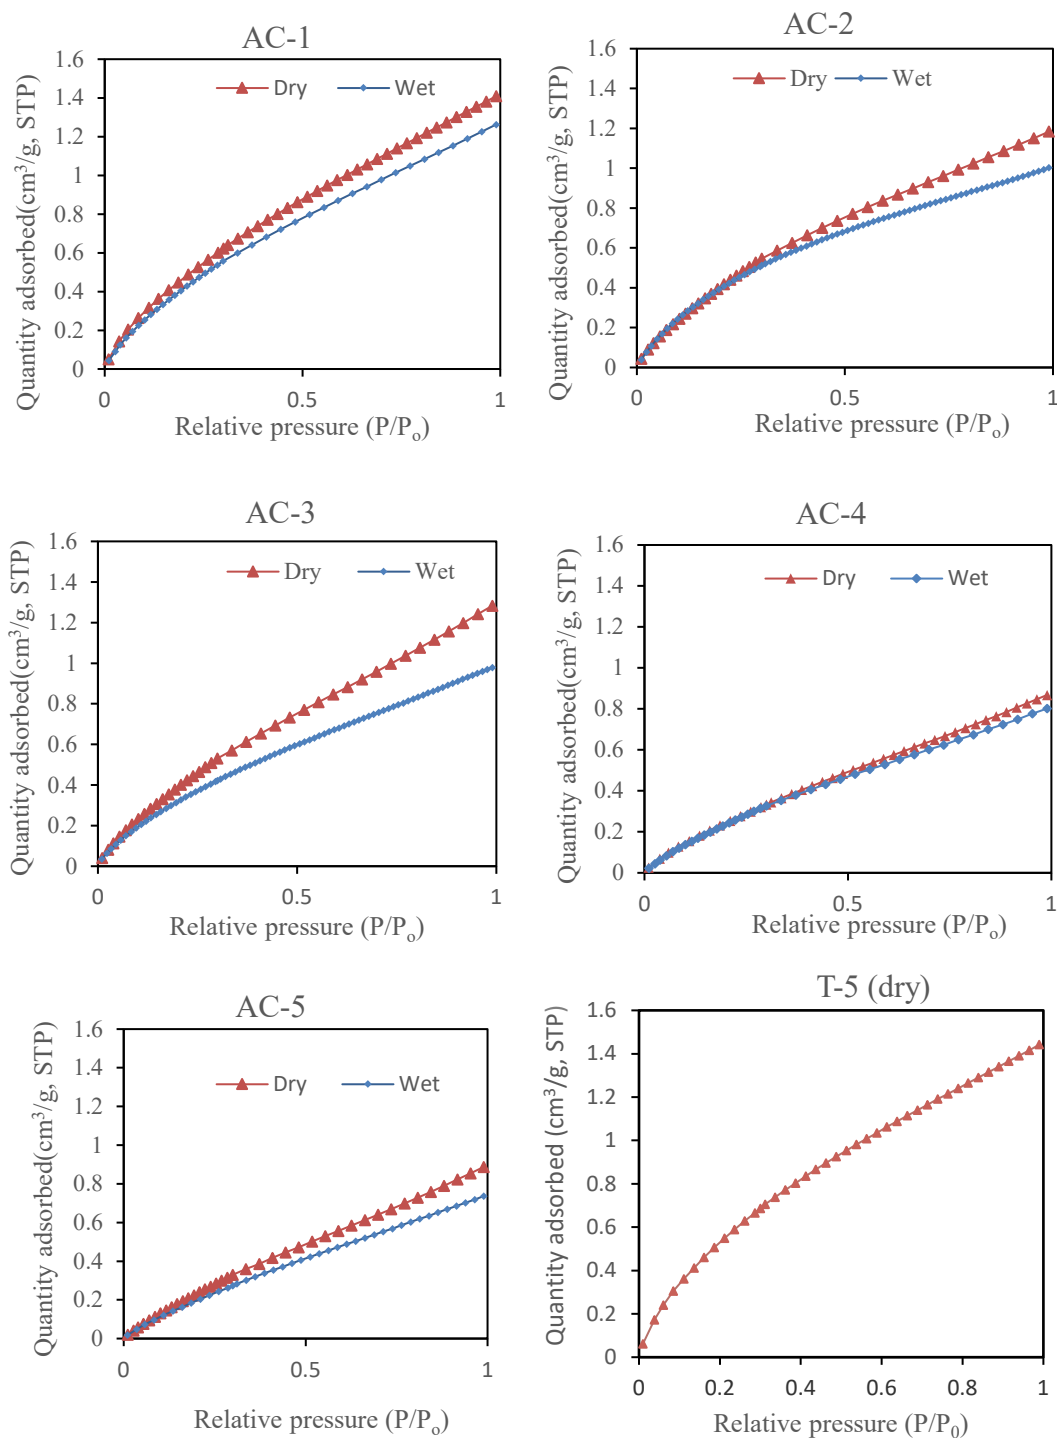 AC-1
Quantity adsorbed(cm³/g, STP)
1.6
1.4
1.2
1
0.8
0.6
0.4
0.2
0
Dry
Wet
0
0.5
1
Relative pressure (P/Pₒ)
AC-2
Quantity adsorbed(cm³/g, STP)
1.6
1.4
1.2
1
0.8
0.6
0.4
0.2
0
Dry
Wet
0
0.5
1
Relative pressure (P/Pₒ)
AC-3
Quantity adsorbed(cm³/g, STP)
1.6
1.4
1.2
1
0.8
0.6
0.4
0.2
0
Dry
Wet
0
0.5
1
Relative pressure (P/Pₒ)
AC-4
Quantity adsorbed(cm³/g, STP)
1.6
1.4
1.2
1
0.8
0.6
0.4
0.2
0
Dry
Wet
0
0.5
1
Relative pressure (P/Pₒ)
AC-5
Quantity adsorbed(cm³/g, STP)
1.6
1.4
1.2
1
0.8
0.6
0.4
0.2
0
Dry
Wet
0
0.5
1
Relative pressure (P/Pₒ)
T-5 (dry)
Quantity adsorbed (cm³/g, STP)
1.6
1.4
1.2
1
0.8
0.6
0.4
0.2
0
0
0.2
0.4
0.6
0.8
1
Relative pressure (P/P₀)